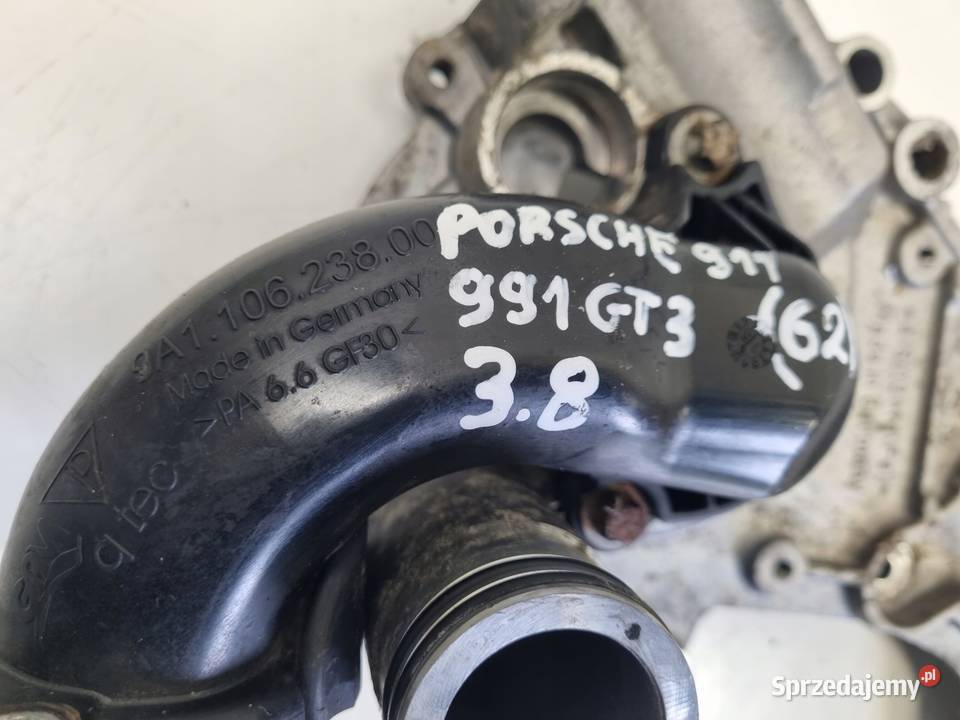 PORSCHE 911
991 GT3 (62)
3.8
9A1.106.238.00
Made in Germany
>PA 6.6 GF30<
q tec
Sprzedajemy.pl